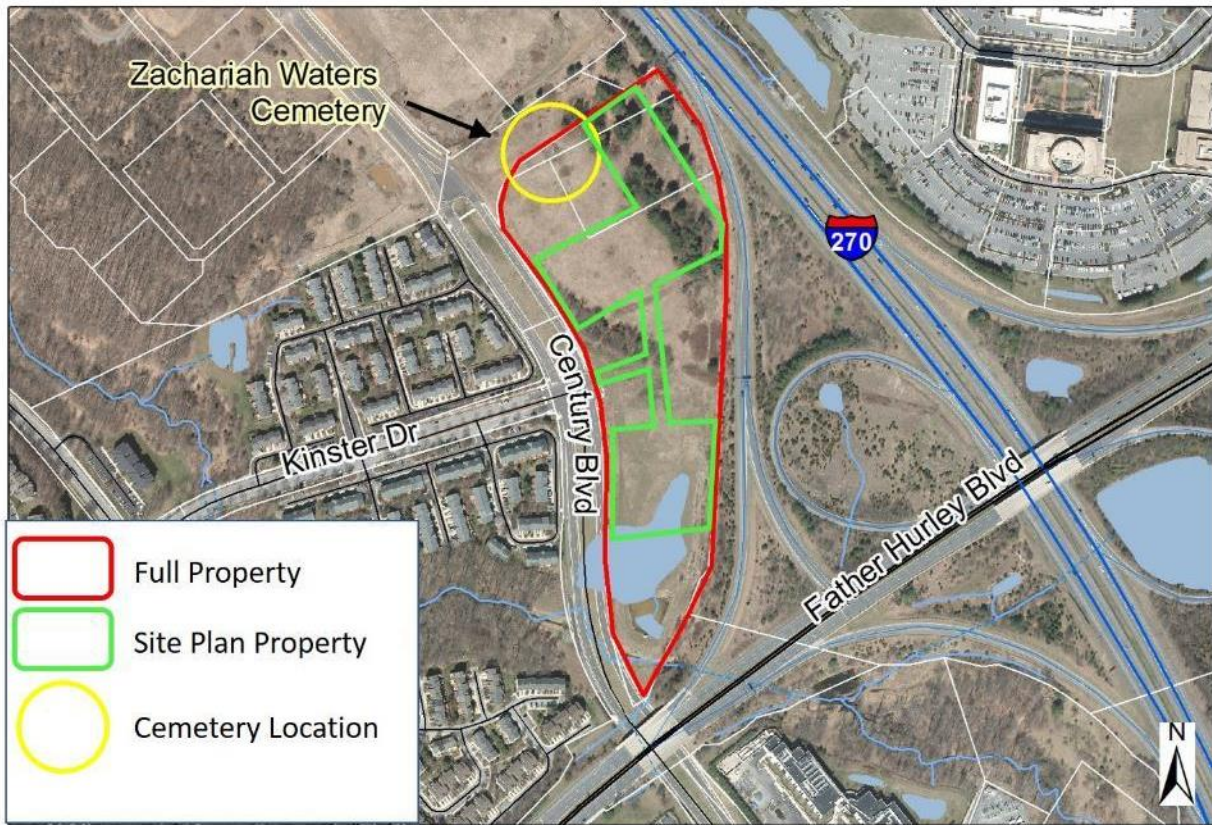 Zachariah Waters
Cemetery
270
Kinster Dr
Century Blvd
Father Hurley Blvd
Full Property
Site Plan Property
Cemetery Location
N